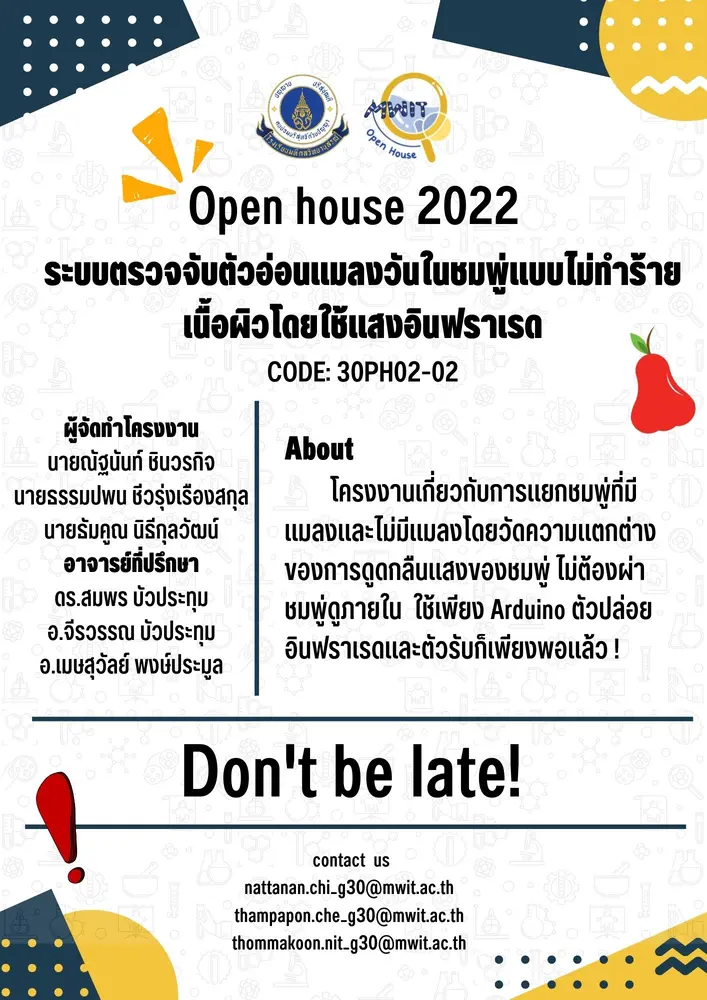 MWIT
Open House
Open house 2022
ระบบตรวจจับตัวอ่อนแมลงวันในชมพู่แบบไม่ทำร้าย
เนื้อผิวโดยใช้แสงอินฟราเรด
CODE: 30PH02-02
ผู้จัดทำโครงงาน
นายณัฐนันท์ ชินวรกิจ
นายธรรมปพน ชีวรุ่งเรืองสกุล
นายธัมคูณ นิธีกุลวัฒน์
อาจารย์ที่ปรึกษา
ดร.สมพร บัวประทุม
อ.จีรวรรณ บัวประทุม
อ.เมษสุวัลย์ พงษ์ประมูล
About
โครงงานเกี่ยวกับการแยกชมพู่ที่มี
แมลงและไม่มีแมลงโดยวัดความแตกต่าง
ของการดูดกลืนแสงของชมพู่ ไม่ต้องผ่า
ชมพู่ดูภายใน ใช้เพียง Arduino ตัวปล่อย
อินฟราเรดและตัวรับก็เพียงพอแล้ว !
Don't be late!
contact us
nattanan.chi_g30@mwit.ac.th
thampapon.che_g30@mwit.ac.th
thommakoon.nit_g30@mwit.ac.th